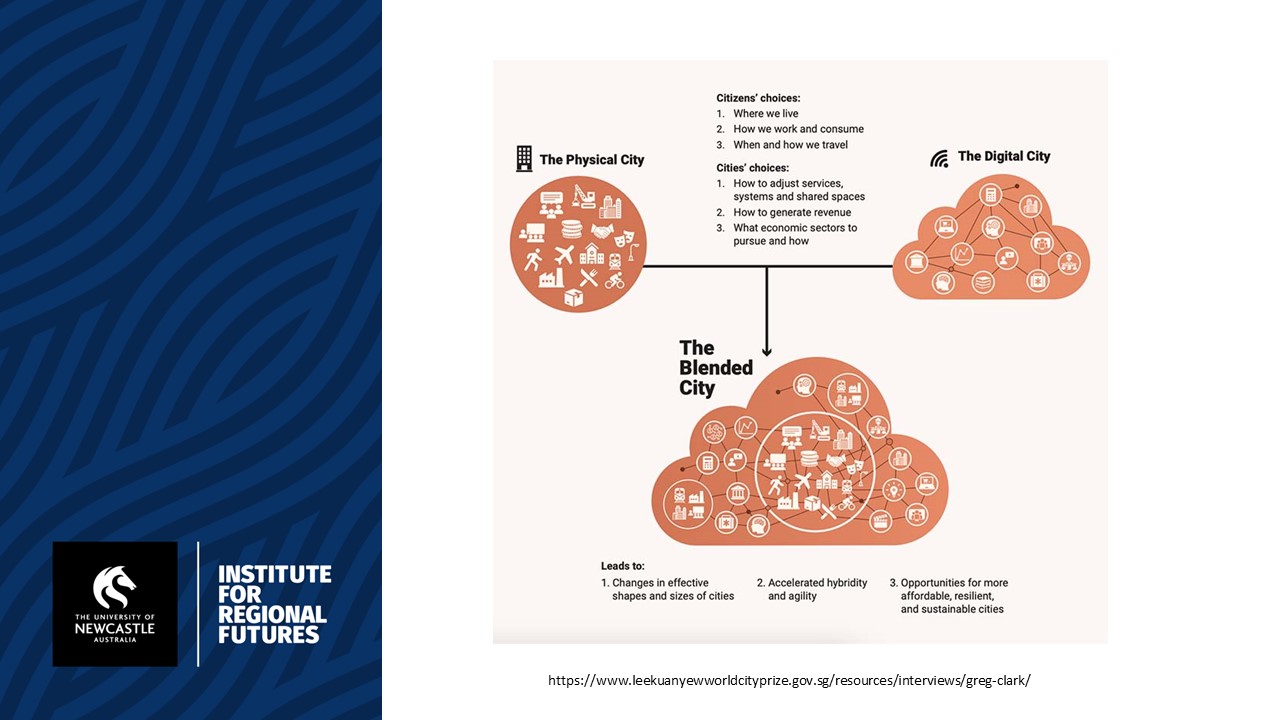 Citizens' choices:
1. Where we live
2. How we work and consume
3. When and how we travel
Cities' choices:
1. How to adjust services,
systems and shared spaces
2. How to generate revenue
3. What economic sectors to
pursue and how
The Physical City
The Digital City
The
Blended
City
Leads to:
1. Changes in effective
shapes and sizes of cities
2. Accelerated hybridity
and agility
3. Opportunities for more
affordable, resilient,
and sustainable cities
https://www.leekuanyewworldcityprize.gov.sg/resources/interviews/greg-clark/
THE UNIVERSITY OF
NEWCASTLE
AUSTRALIA
INSTITUTE
FOR
REGIONAL
FUTURES